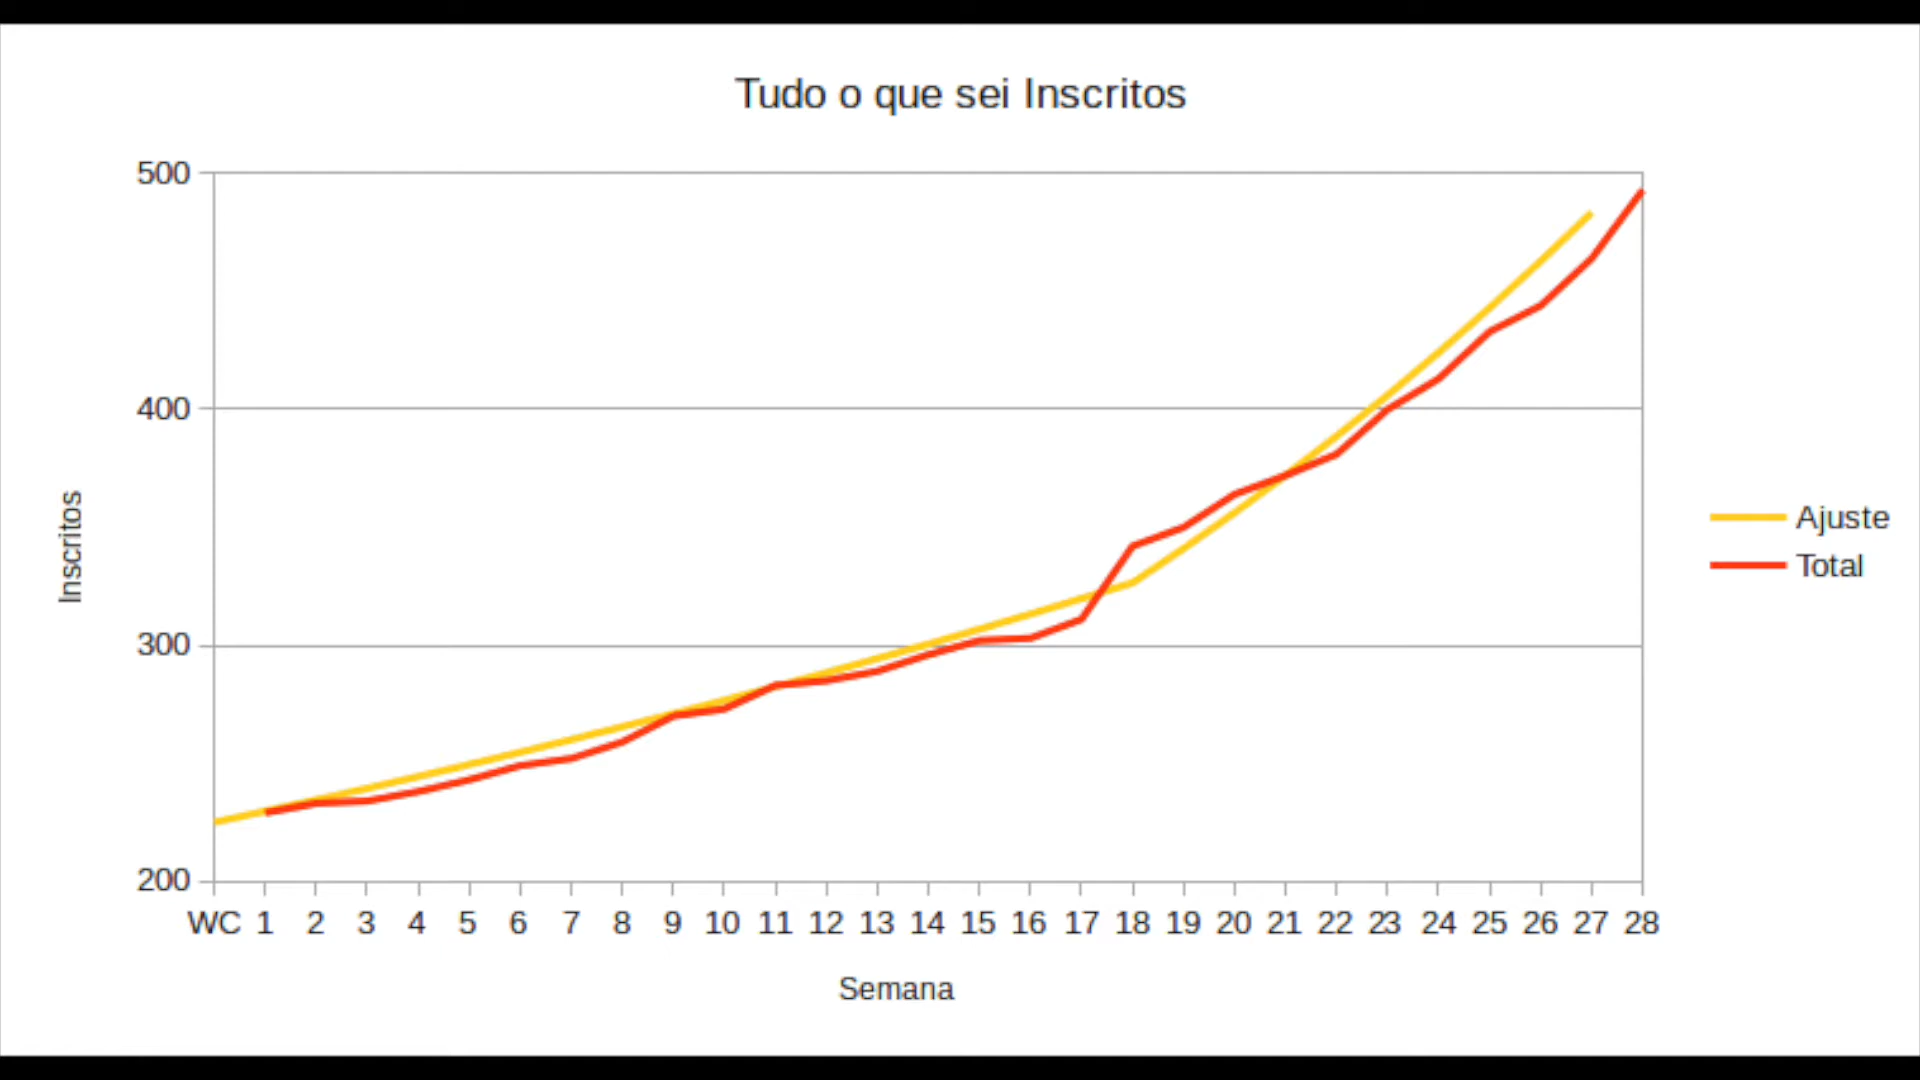 Tudo o que sei Inscritos
500
400
300
200
Inscritos
WC 1 2 3 4 5 6 7 8 9 10 11 12 13 14 15 16 17 18 19 20 21 22 23 24 25 26 27 28
Semana
Ajuste
Total